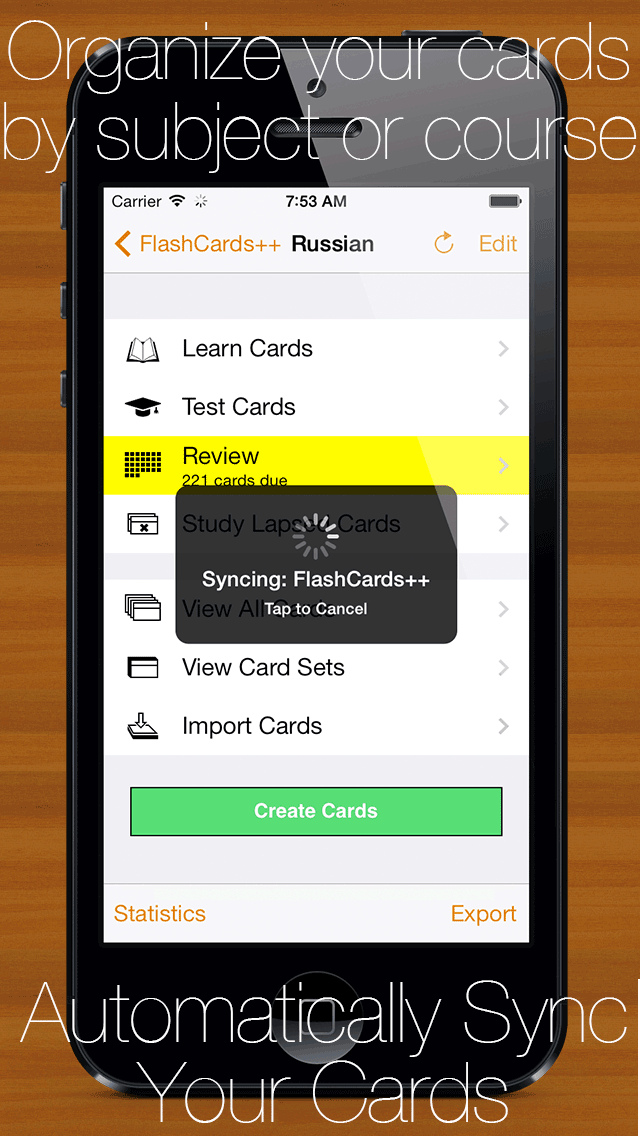 Organize your cards
by subject or course
Carrier 7:53 AM
FlashCards++ Russian Edit
Learn Cards
Test Cards
Review
221 cards due
Study Lapsed Cards
Syncing: FlashCards++
View All Cards
Tap to Cancel
View Card Sets
Import Cards
Create Cards
Statistics Export
Automatically Sync
Your Cards